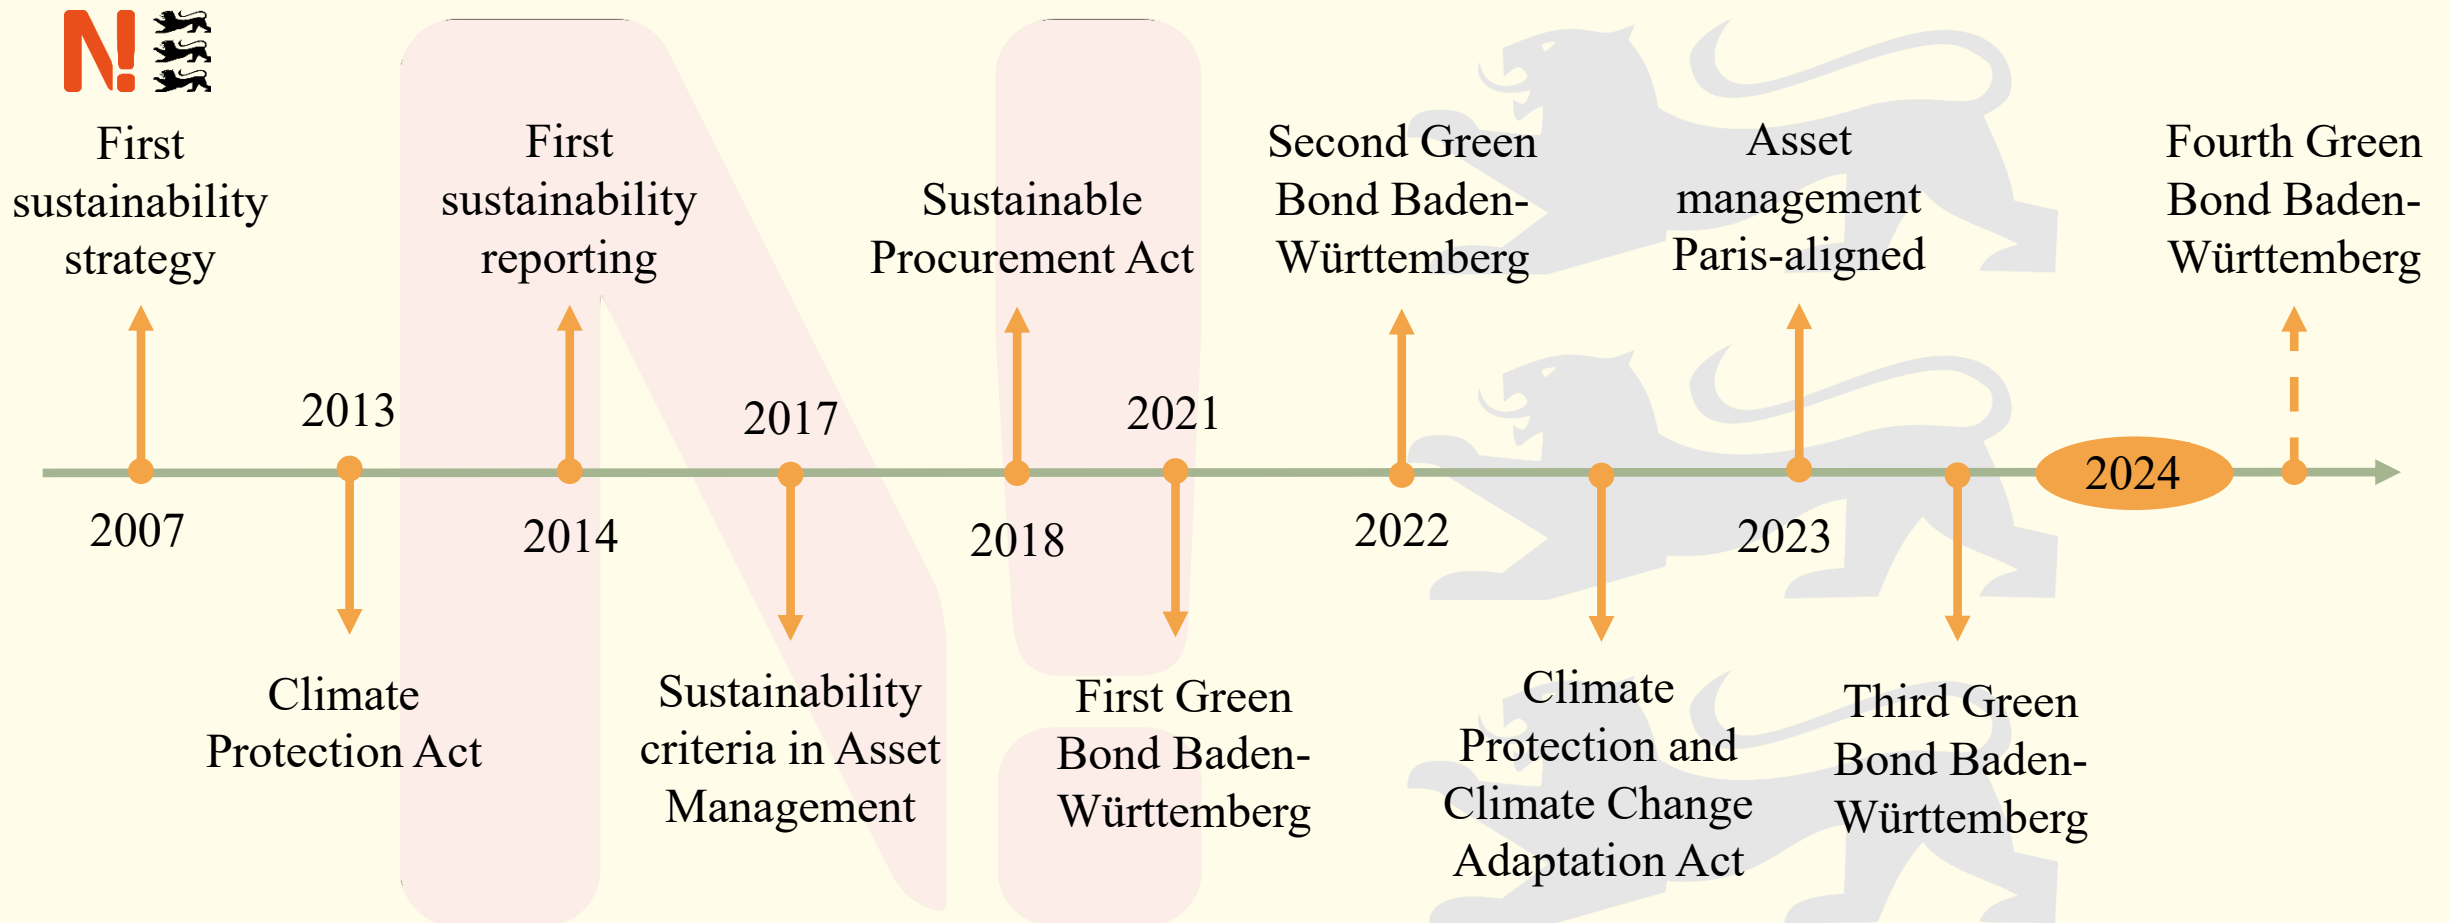 N!
First
sustainability
strategy
First
sustainability
reporting
Sustainable
Procurement Act
Second Green
Bond Baden-
Württemberg
Asset
management
Paris-aligned
Fourth Green
Bond Baden-
Württemberg
2013
2017
2021
2024
2007
2014
2018
2022
2023
Climate
Protection Act
Sustainability
criteria in Asset
Management
First Green
Bond Baden-
Württemberg
Climate
Protection and
Climate Change
Adaptation Act
Third Green
Bond Baden-
Württemberg